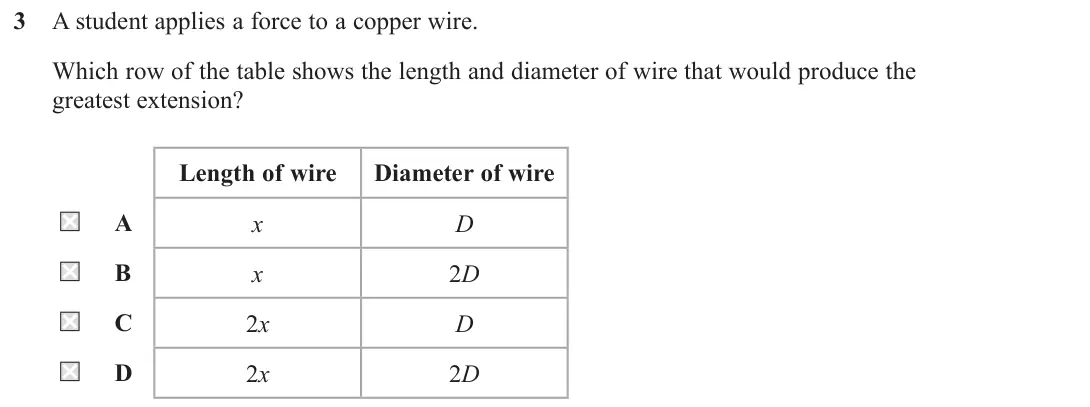 3 A student applies a force to a copper wire.
Which row of the table shows the length and diameter of wire that would produce the
greatest extension?
Length of wire Diameter of wire
A x D
B x 2D
C 2x D
D 2x 2D